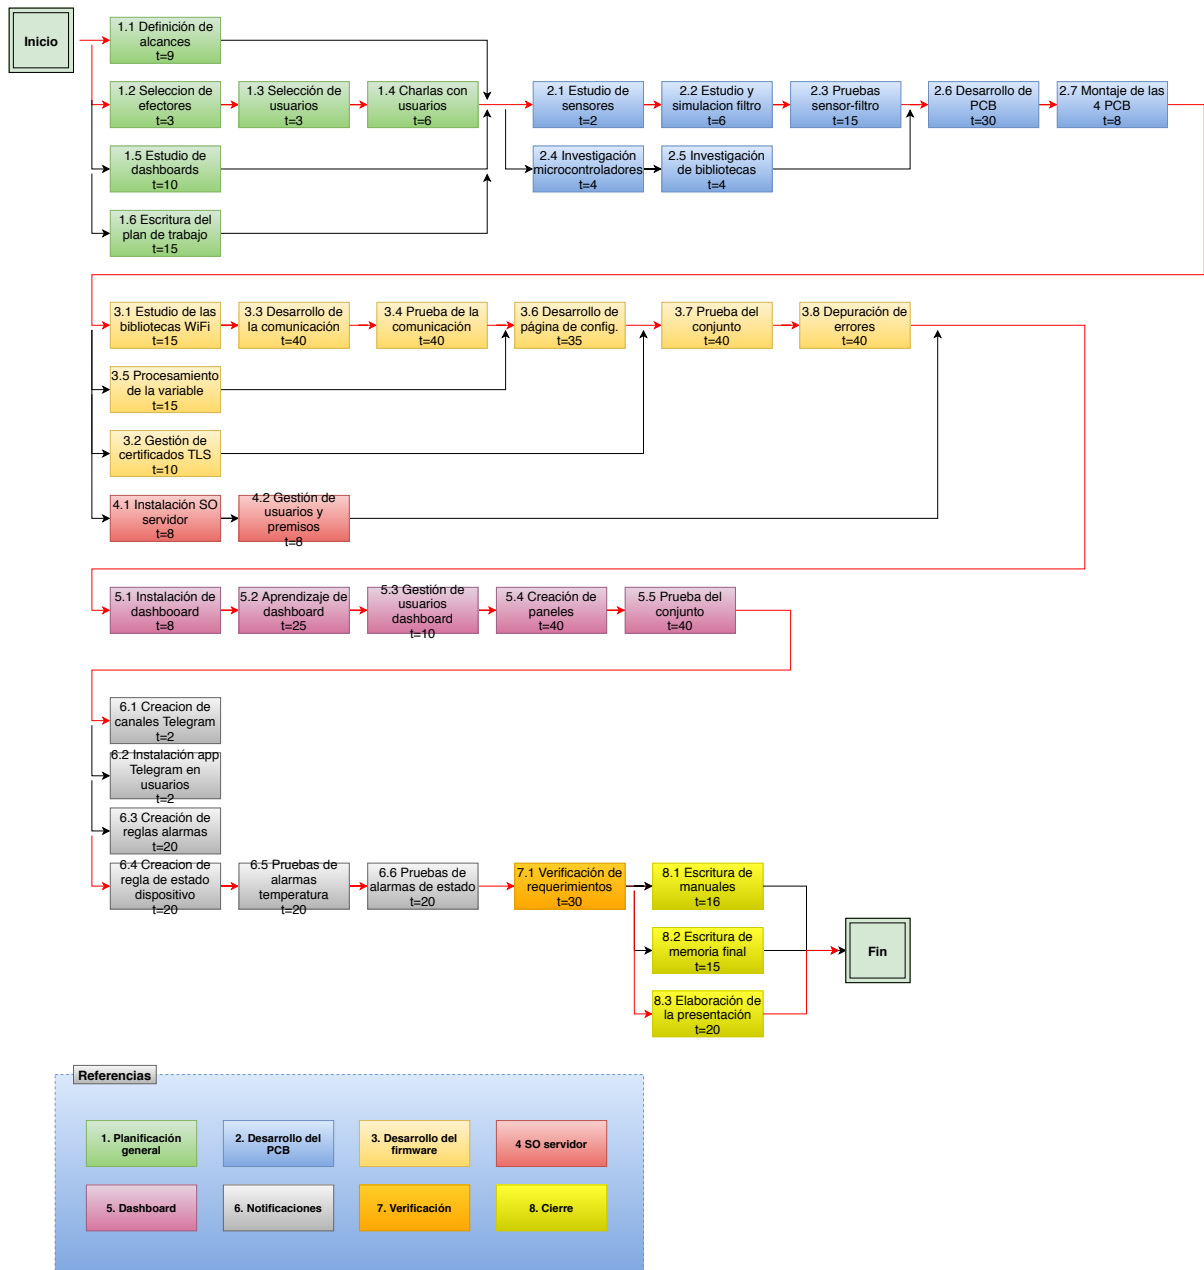 Inicio
1.1 Definición de
alcances
t=9
1.2 Seleccion de
efectores
t=3
1.3 Selección de
usuarios
t=3
1.4 Charlas con
usuarios
t=6
1.5 Estudio de
dashboards
t=10
1.6 Escritura del
plan de trabajo
t=15
2.1 Estudio de
sensores
t=2
2.2 Estudio y
simulacion filtro
t=6
2.3 Pruebas
sensor-filtro
t=15
2.6 Desarrollo de
PCB
t=30
2.7 Montaje de las
4 PCB
t=8
2.4 Investigación
microcontroladores
t=4
2.5 Investigación
de bibliotecas
t=4
3.1 Estudio de las
bibliotecas WiFi
t=15
3.3 Desarrollo de
la comunicación
t=40
3.4 Prueba de la
comunicación
t=40
3.6 Desarrollo de
página de config.
t=35
3.7 Prueba del
conjunto
t=40
3.8 Depuración de
errores
t=40
3.5 Procesamiento
de la variable
t=15
3.2 Gestión de
certificados TLS
t=10
4.1 Instalación SO
servidor
t=8
4.2 Gestión de
usuarios y
premisos
t=8
5.1 Instalación de
dashbooard
t=8
5.2 Aprendizaje de
dashboard
t=25
5.3 Gestión de
usuarios
dashboard
t=10
5.4 Creación de
paneles
t=40
5.5 Prueba del
conjunto
t=40
6.1 Creacion de
canales Telegram
t=2
6.2 Instalación app
Telegram en
usuarios
t=2
6.3 Creación de
reglas alarmas
t=20
6.4 Creacion de
regla de estado
dispositivo
t=20
6.5 Pruebas de
alarmas
temperatura
t=20
6.6 Pruebas de
alarmas de estado
t=20
7.1 Verificación de
requerimientos
t=30
8.1 Escritura de
manuales
t=16
8.2 Escritura de
memoria final
t=15
8.3 Elaboración de
la presentación
t=20
Fin
Referencias
1. Planificación
general
2. Desarrollo del
PCB
3. Desarrollo del
firmware
4 SO servidor
5. Dashboard
6. Notificaciones
7. Verificación
8. Cierre